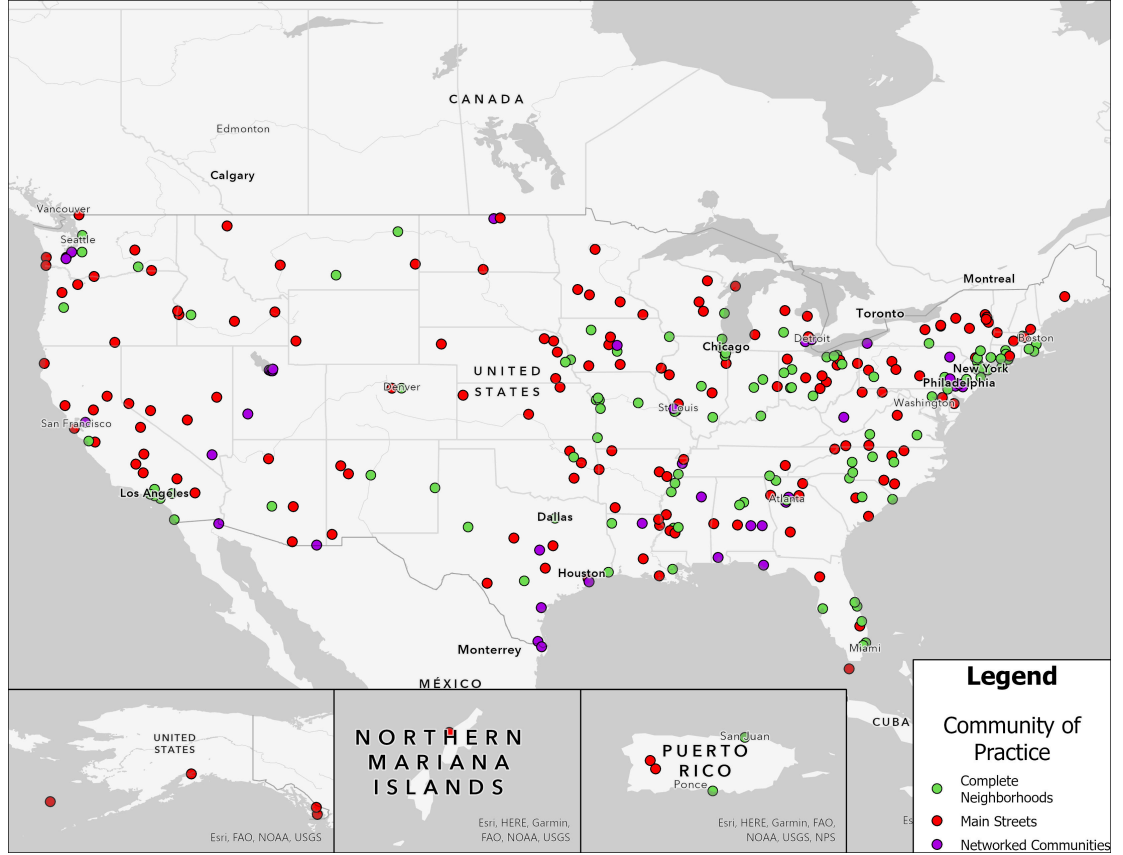 CANADA
Edmonton
Calgary
Vancouver
Seattle
Montreal
Toronto
Boston
Detroit
Chicago
New York
UNITED
STATES
Philadelphia
Denver
Washington
St Louis
San Francisco
Los Angeles
Atlanta
Dallas
Houston
Monterrey
Miami
MÉXICO
CUBA
UNITED
STATES
Esri, FAO, NOAA, USGS
NORTHERN
MARIANA
ISLANDS
Esri, HERE, Garmin,
FAO, NOAA, USGS
San Juan
PUERTO
RICO
Ponce
Esri, HERE, Garmin, FAO,
NOAA, USGS, NPS
Es
Legend
Community of
Practice
Complete
Neighborhoods
Main Streets
Networked Communities